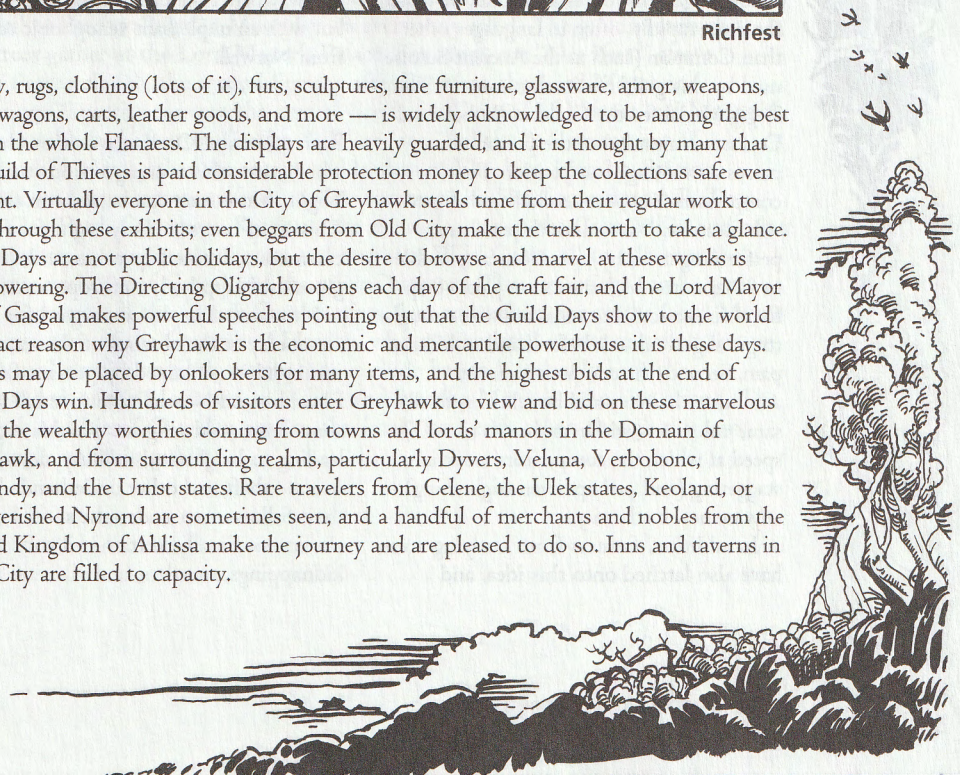 Richfest
, rugs, clothing (lots of it), furs, sculptures, fine furniture, glassware, armor, weapons,
wagons, carts, leather goods, and more — is widely acknowledged to be among the best
the whole Flanaess. The displays are heavily guarded, and it is thought by many that
uild of Thieves is paid considerable protection money to keep the collections safe even
nt. Virtually everyone in the City of Greyhawk steals time from their regular work to
hrough these exhibits; even beggars from Old City make the trek north to take a glance.
Days are not public holidays, but the desire to browse and marvel at these works is
owering. The Directing Oligarchy opens each day of the craft fair, and the Lord Mayor
Gasgal makes powerful speeches pointing out that the Guild Days show to the world
act reason why Greyhawk is the economic and mercantile powerhouse it is these days.
s may be placed by onlookers for many items, and the highest bids at the end of
Days win. Hundreds of visitors enter Greyhawk to view and bid on these marvelous
the wealthy worthies coming from towns and lords' manors in the Domain of
awk, and from surrounding realms, particularly Dyvers, Veluna, Verbobonc,
ndy, and the Urnst states. Rare travelers from Celene, the Ulek states, Keoland, or
verished Nyrond are sometimes seen, and a handful of merchants and nobles from the
d Kingdom of Ahlissa make the journey and are pleased to do so. Inns and taverns in
City are filled to capacity.